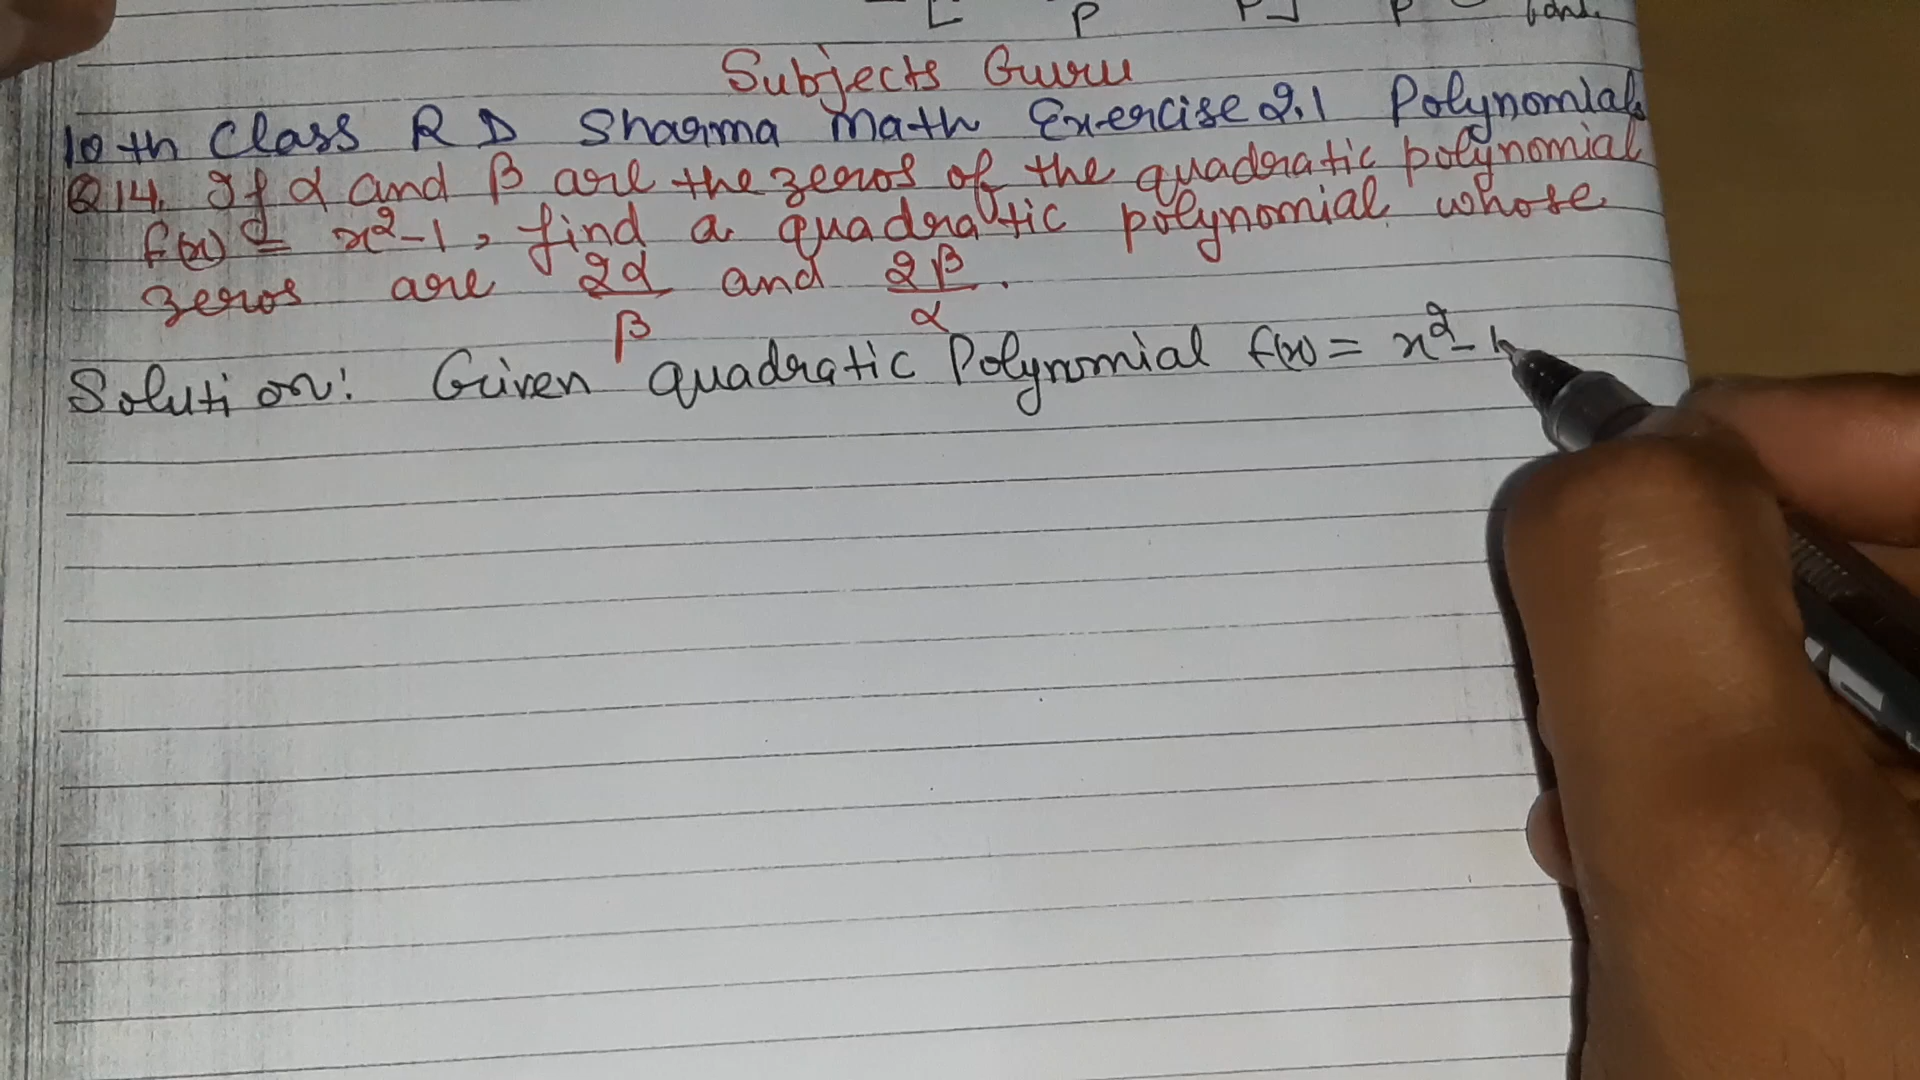 [ P P] P
Subjects Guru
10th Class R D Sharma Math Exercise 2.1 Polynomials
Q14. If α and β are the zeros of the quadratic polynomial
f(x) = x²-1, find a quadratic polynomial whose
zeros are 2α/β and 2β/α.
Solution: Given quadratic Polynomial f(x) = x²-1